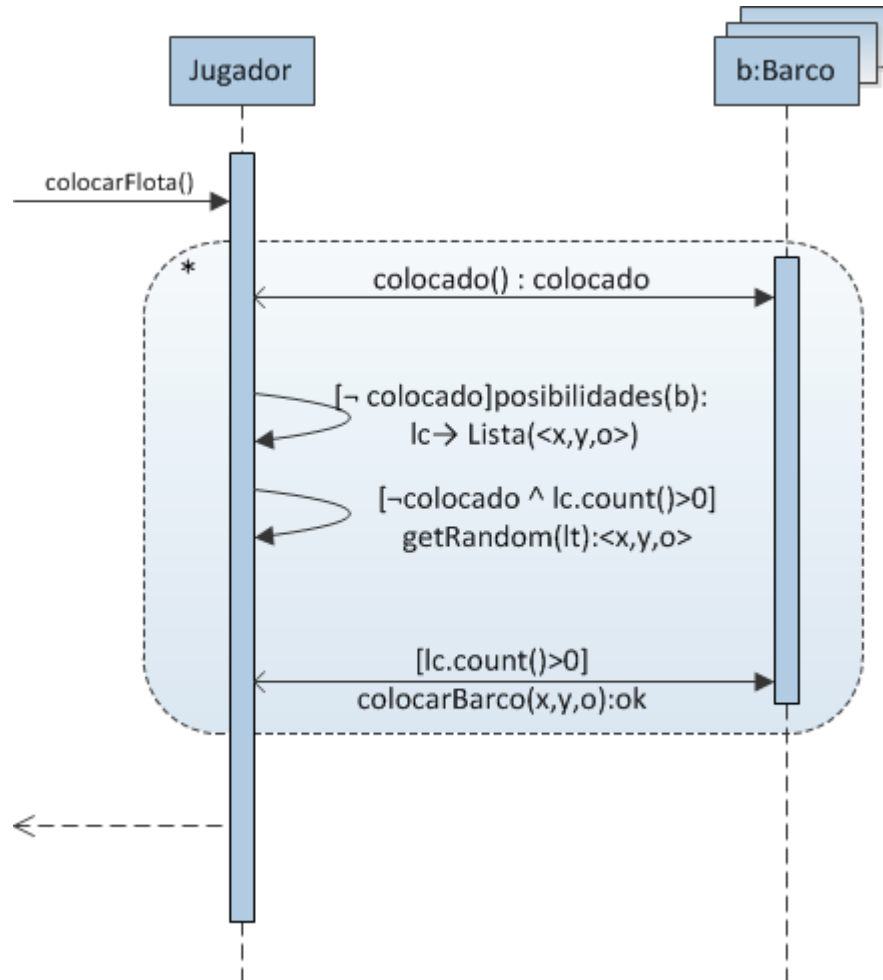 Jugador
b:Barco
colocarFlota()
*
colocado() : colocado
[¬ colocado]posibilidades(b):
lc→ Lista(<x,y,o>)
[¬colocado ^ lc.count()>0]
getRandom(lt):<x,y,o>
[lc.count()>0]
colocarBarco(x,y,o):ok